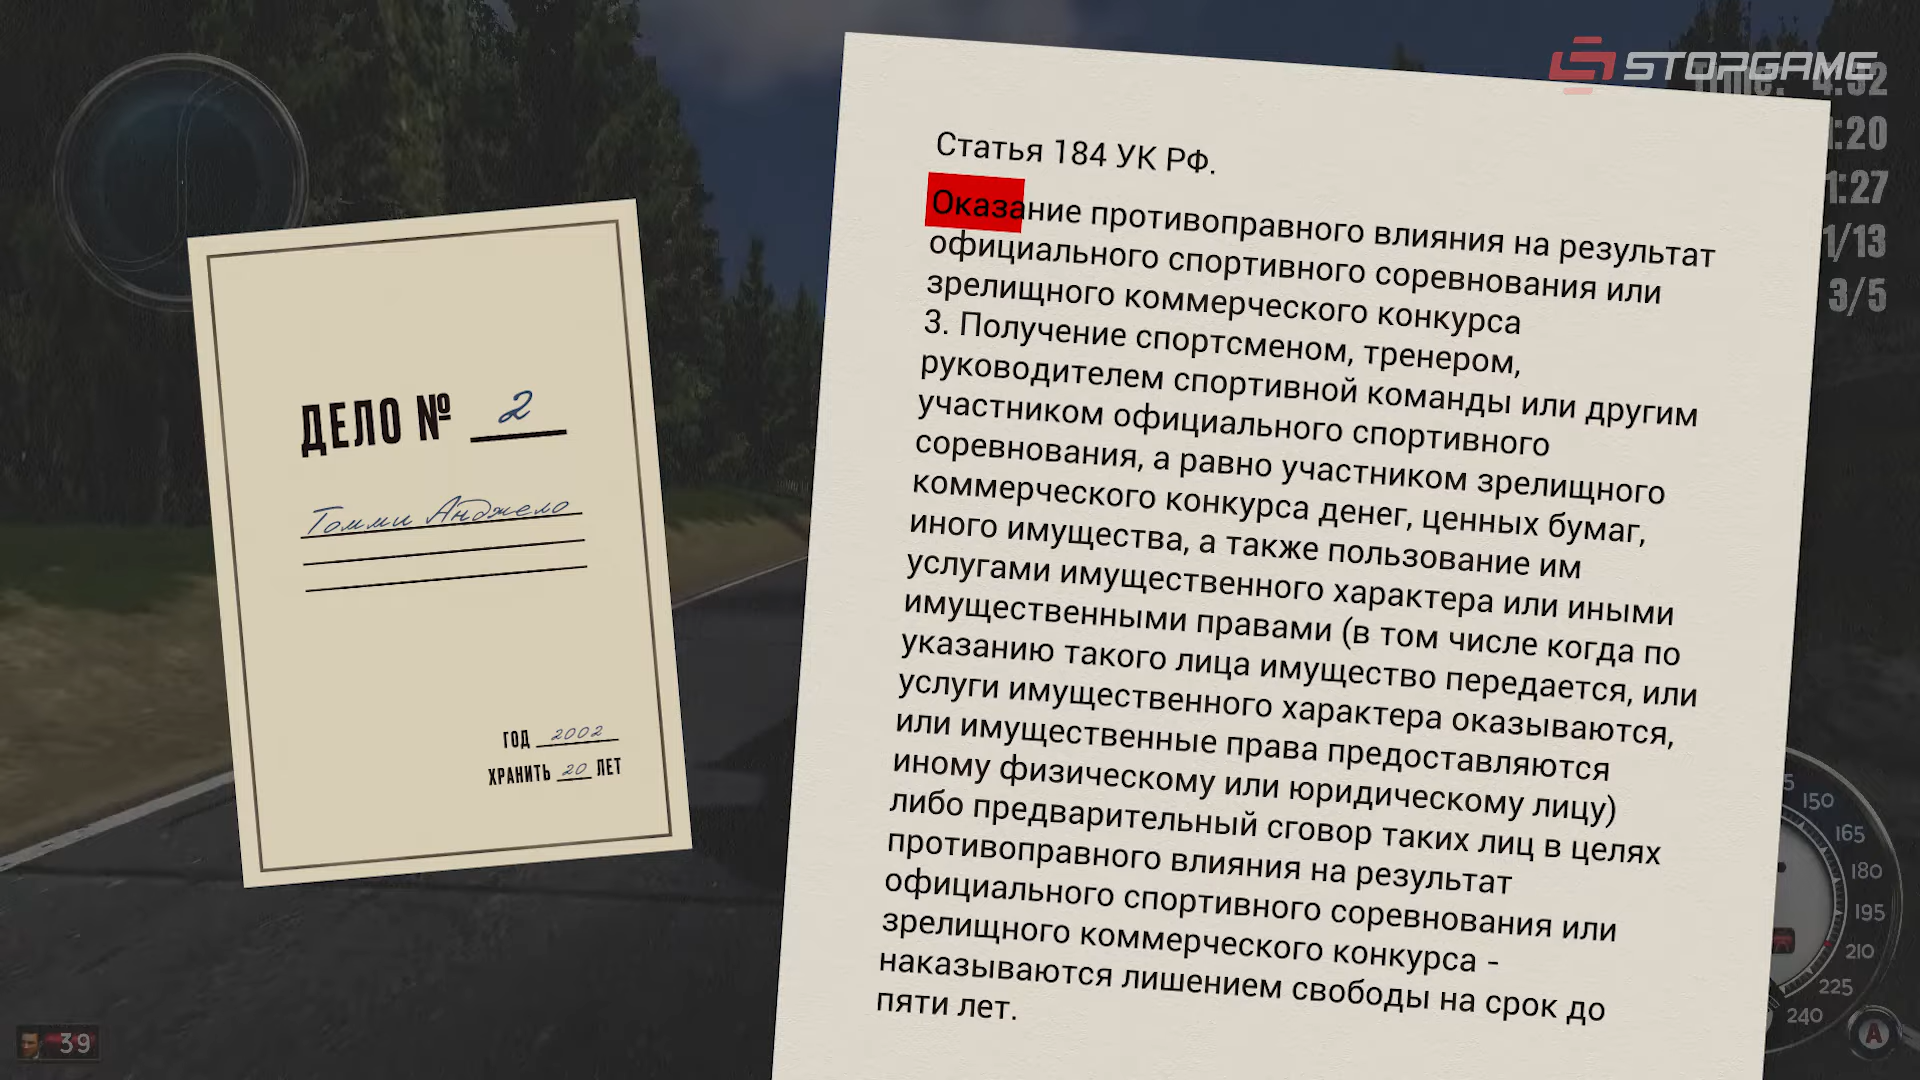 STOPGAME
Time: 4:32
1:20
1:27
1/13
3/5
ДЕЛО № 2
Томми Анджело
ГОД 2002
ХРАНИТЬ 20 ЛЕТ
Статья 184 УК РФ.
Оказание противоправного влияния на результат
официального спортивного соревнования или
зрелищного коммерческого конкурса
3. Получение спортсменом, тренером,
руководителем спортивной команды или другим
участником официального спортивного
соревнования, а равно участником зрелищного
коммерческого конкурса денег, ценных бумаг,
иного имущества, а также пользование им
услугами имущественного характера или иными
имущественными правами (в том числе когда по
указанию такого лица имущество передается, или
услуги имущественного характера оказываются,
или имущественные права предоставляются
иному физическому или юридическому лицу)
либо предварительный сговор таких лиц в целях
противоправного влияния на результат
официального спортивного соревнования или
зрелищного коммерческого конкурса -
наказываются лишением свободы на срок до
пяти лет.
150
165
180
195
210
225
240
A
39